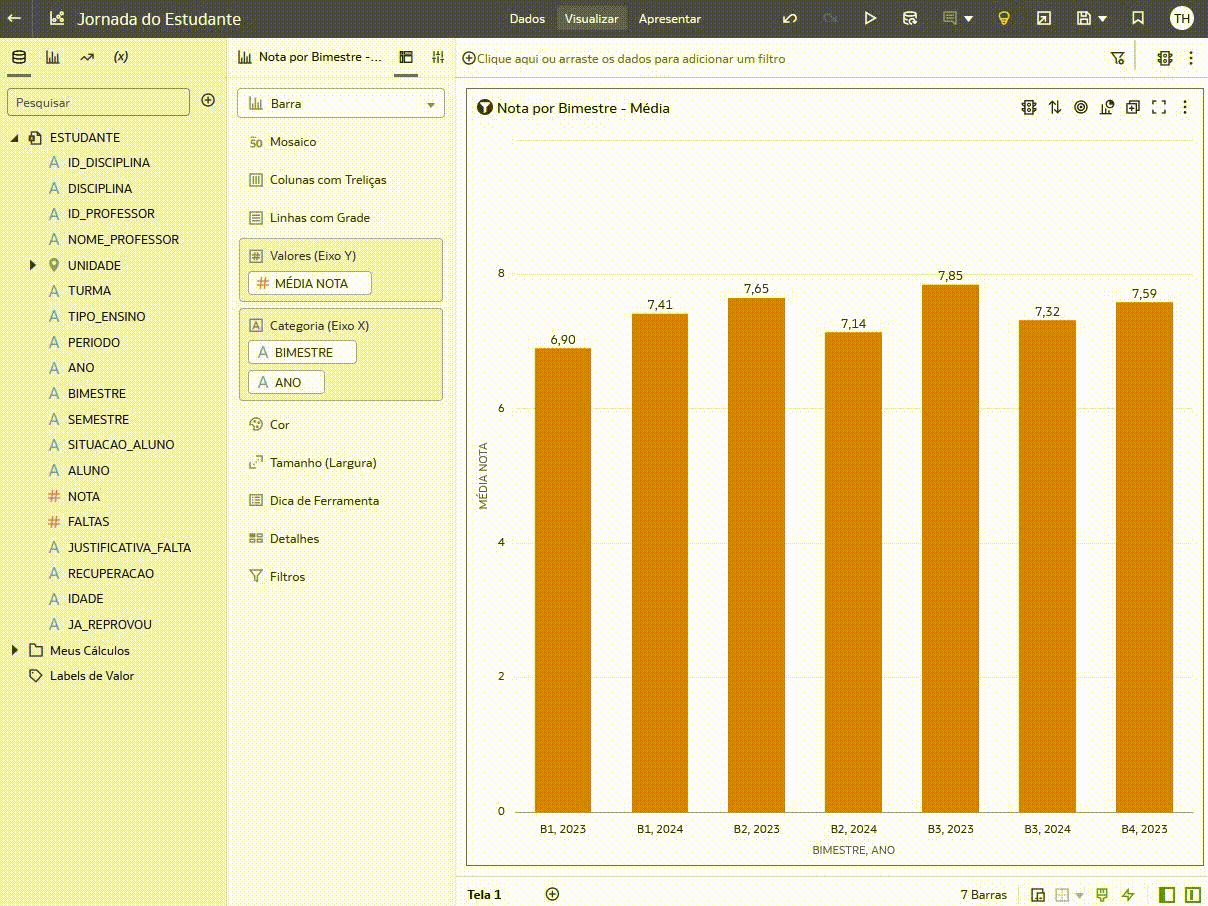 Jornada do Estudante
Dados Visualizar Apresentar
TH
(x)
Nota por Bimestre -...
Clique aqui ou arraste os dados para adicionar um filtro
Pesquisar
ESTUDANTE
ID_DISCIPLINA
DISCIPLINA
ID_PROFESSOR
NOME_PROFESSOR
UNIDADE
TURMA
TIPO_ENSINO
PERIODO
ANO
BIMESTRE
SEMESTRE
SITUACAO_ALUNO
ALUNO
NOTA
FALTAS
JUSTIFICATIVA_FALTA
RECUPERACAO
IDADE
JA_REPROVOU
Meus Cálculos
Labels de Valor
Barra
Mosaico
Colunas com Treliças
Linhas com Grade
Valores (Eixo Y)
MÉDIA NOTA
Categoria (Eixo X)
BIMESTRE
ANO
Cor
Tamanho (Largura)
Dica de Ferramenta
Detalhes
Filtros
Nota por Bimestre - Média
8
6
4
2
0
MÉDIA NOTA
6,90
7,41
7,65
7,14
7,85
7,32
7,59
B1, 2023
B1, 2024
B2, 2023
B2, 2024
B3, 2023
B3, 2024
B4, 2023
BIMESTRE, ANO
Tela 1
7 Barras